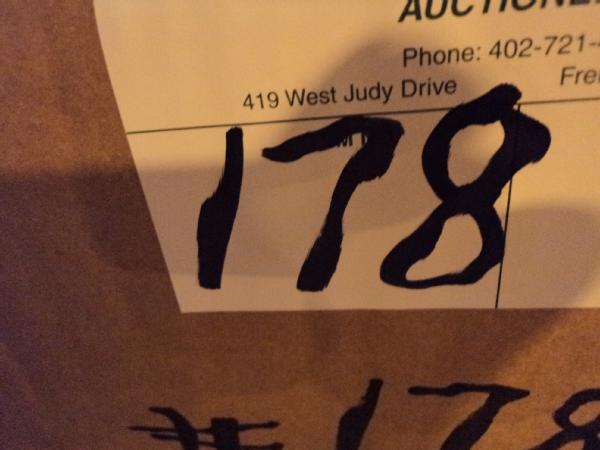 AUCTIONE
Phone: 402-721-
419 West Judy Drive Fre
178
#178